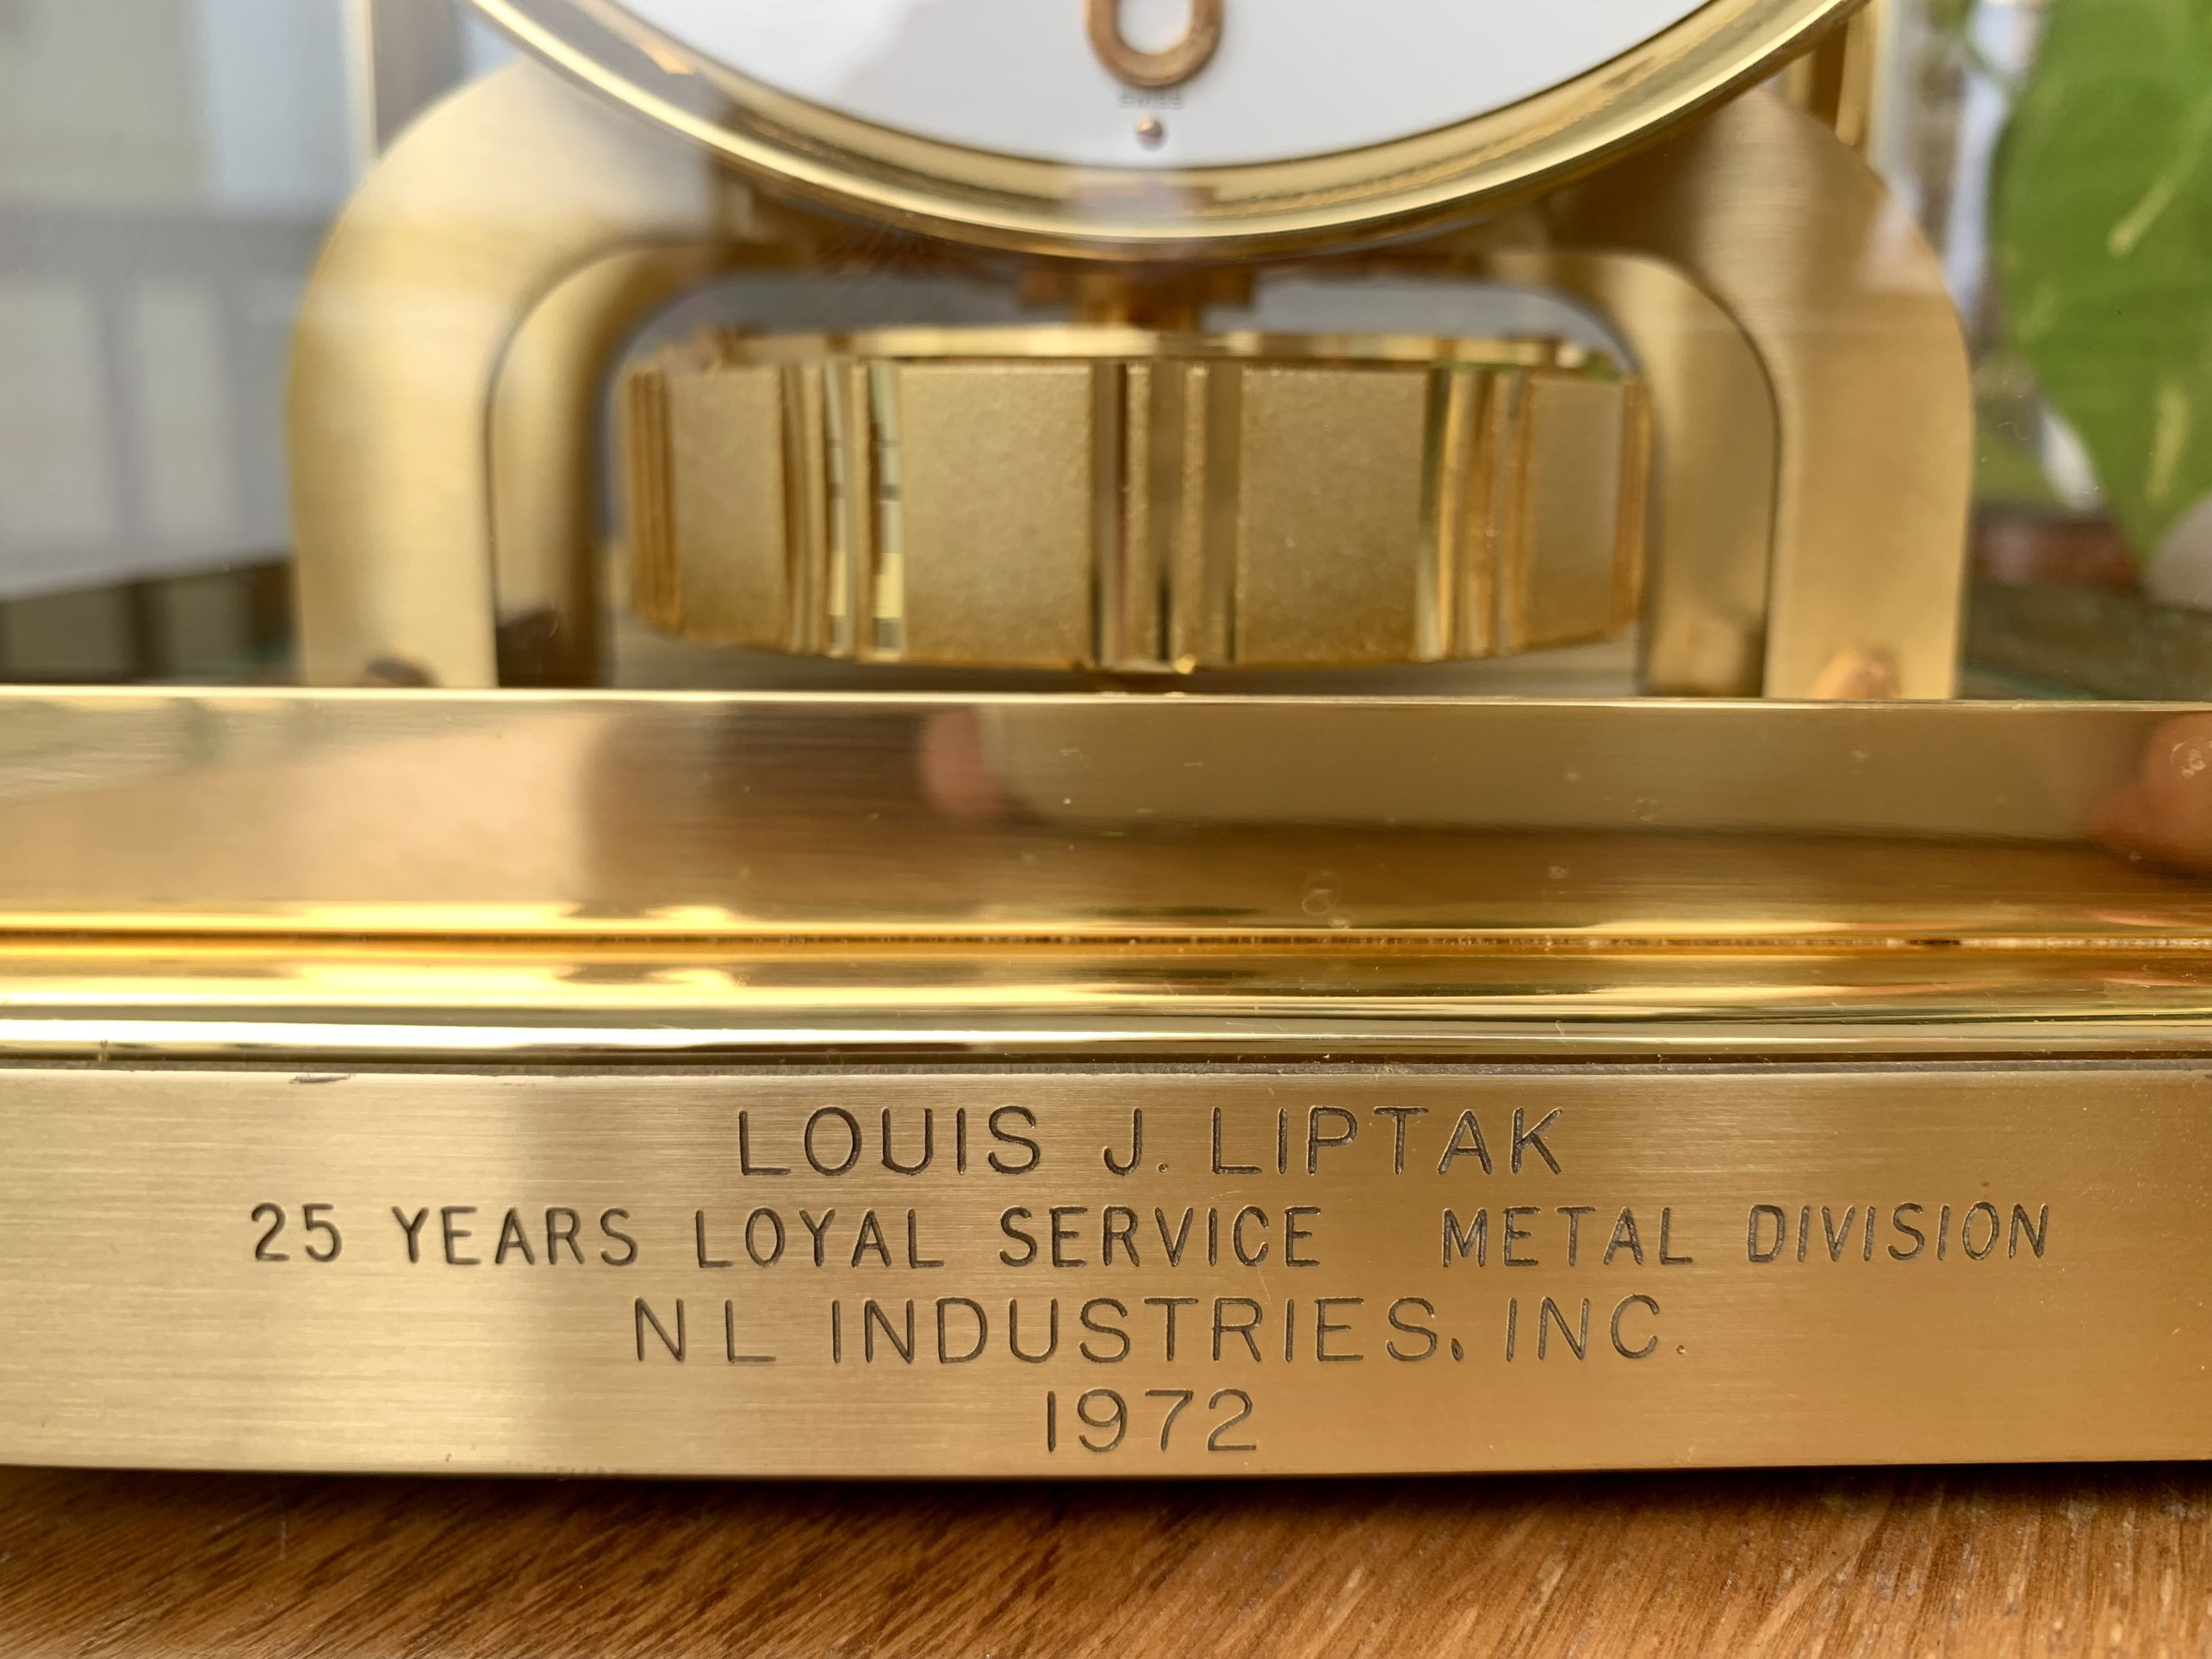 SWISS
LOUIS J. LIPTAK
25 YEARS LOYAL SERVICE METAL DIVISION
NL INDUSTRIES, INC.
1972